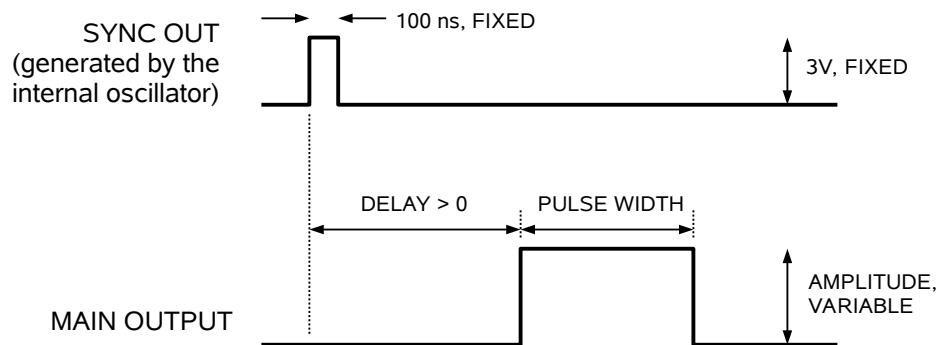 100 ns, FIXED
SYNC OUT
(generated by the
internal oscillator)
3V, FIXED
DELAY > 0
PULSE WIDTH
AMPLITUDE,
VARIABLE
MAIN OUTPUT